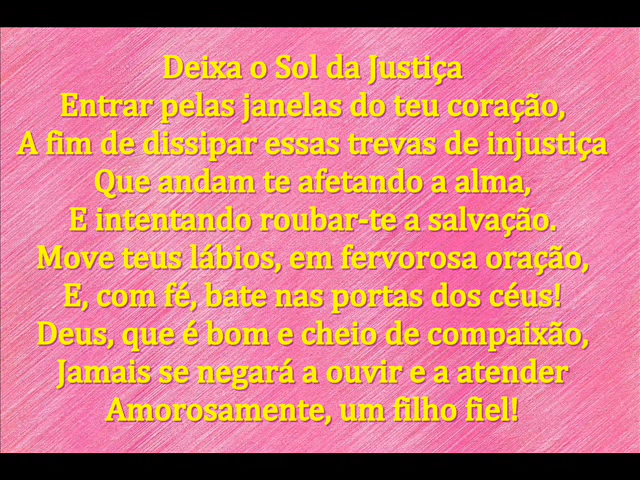 Deixa o Sol da Justiça
Entrar pelas janelas do teu coração,
A fim de dissipar essas trevas de injustiça
Que andam te afetando a alma,
E intentando roubar-te a salvação.
Move teus lábios, em fervorosa oração,
E, com fé, bate nas portas dos céus!
Deus, que é bom e cheio de compaixão,
Jamais se negará a ouvir e a atender
Amorosamente, um filho fiel!